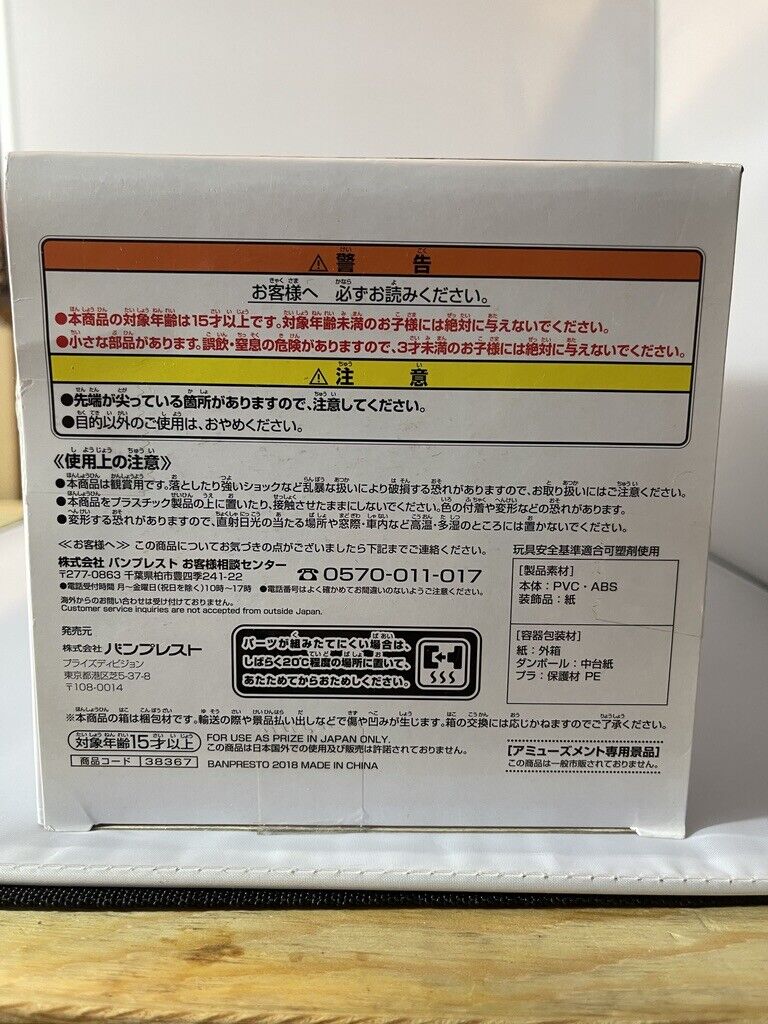 ⚠警告
お客様へ 必ずお読みください。
●本商品の対象年齢は15才以上です。対象年齢未満のお子様には絶対に与えないでください。
●小さな部品があります。誤飲・窒息の危険がありますので、3才未満のお子様には絶対に与えないでください。
⚠注意
●先端が尖っている箇所がありますので、注意してください。
●目的以外のご使用は、おやめください。
《使用上の注意》
●本商品は観賞用です。落としたり強いショックなど乱暴な扱いにより破損する恐れがありますので、お取り扱いにはご注意ください。
●本商品をプラスチック製品の上に置いたり、接触させたままにしないでください。色の付着や変形などの恐れがあります。
●変形する恐れがありますので、直射日光の当たる場所や窓際・車内など高温・多湿のところには置かないでください。
≪お客様へ≫ この商品についてお気づきの点がございましたら下記までご連絡ください。
株式会社 バンプレスト お客様相談センター
〒277-0863 千葉県柏市豊四季241-22
☎0570-011-017
●電話受付時間 月~金曜日(祝日を除く)10時~17時 ●電話番号はよく確かめてお間違いのないようにご注意ください。
海外からのお問い合わせは受け付けておりません。
Customer service inquiries are not accepted from outside Japan.
玩具安全基準適合可塑剤使用
[製品素材]
本体:PVC・ABS
装飾品:紙
[容器包装材]
紙:外箱
ダンボール:中台紙
プラ:保護材 PE
発売元
株式会社 バンプレスト
プライズディビジョン
東京都港区芝5-37-8
〒108-0014
パーツが組みたてにくい場合は、
しばらく20℃程度の場所に置いて、
あたためてからおためしください。
※本商品の箱は梱包材です。輸送の際や景品払い出しなどで傷や凹みが生じます。箱の交換には応じかねますのでご了承ください。
対象年齢15才以上
商品コード 38367
FOR USE AS PRIZE IN JAPAN ONLY.
この商品は日本国外での使用及び販売は許諾されておりません。
BANPRESTO 2018 MADE IN CHINA
[アミューズメント専用景品]
この商品は一般市販されておりません。